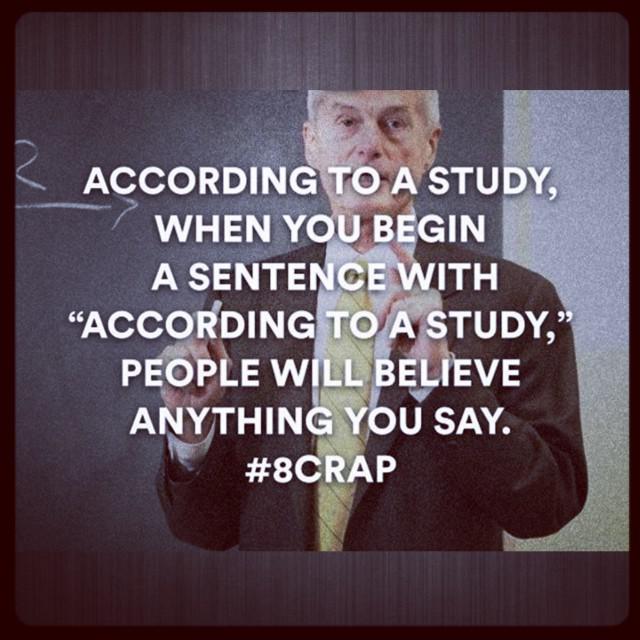 ACCORDING TO A STUDY,
WHEN YOU BEGIN
A SENTENCE WITH
“ACCORDING TO A STUDY,”
PEOPLE WILL BELIEVE
ANYTHING YOU SAY.
#8CRAP